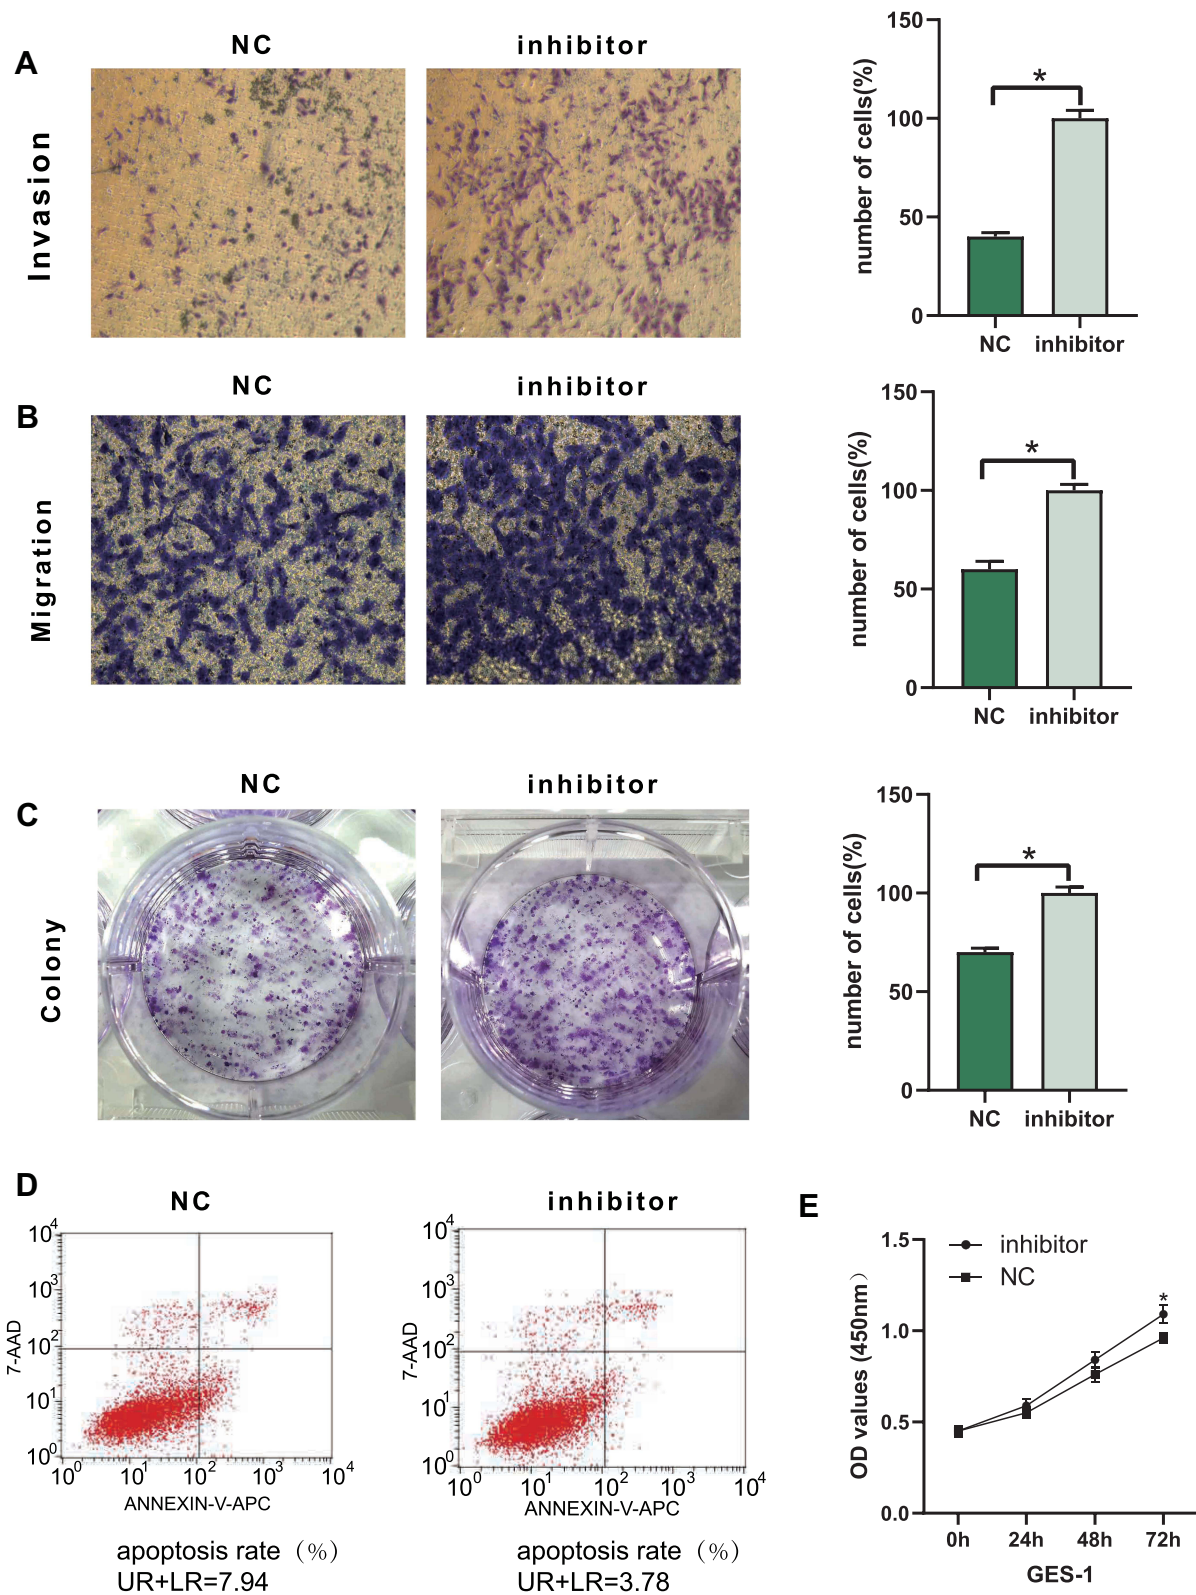 A
NC
inhibitor
Invasion
number of cells(%)
150
100
50
0
*
NC
inhibitor
B
NC
inhibitor
Migration
number of cells(%)
150
100
50
0
*
NC
inhibitor
C
NC
inhibitor
Colony
number of cells(%)
150
100
50
0
*
NC
inhibitor
D
NC
7-AAD
10⁴
10³
10²
10¹
10⁰
10⁰ 10¹ 10² 10³ 10⁴
ANNEXIN-V-APC
apoptosis rate（%）
UR+LR=7.94
inhibitor
7-AAD
10⁴
10³
10²
10¹
10⁰
10⁰ 10¹ 10² 10³ 10⁴
ANNEXIN-V-APC
apoptosis rate（%）
UR+LR=3.78
E
OD values (450nm）
1.5
1.0
0.5
0.0
inhibitor
NC
*
0h 24h 48h 72h
GES-1